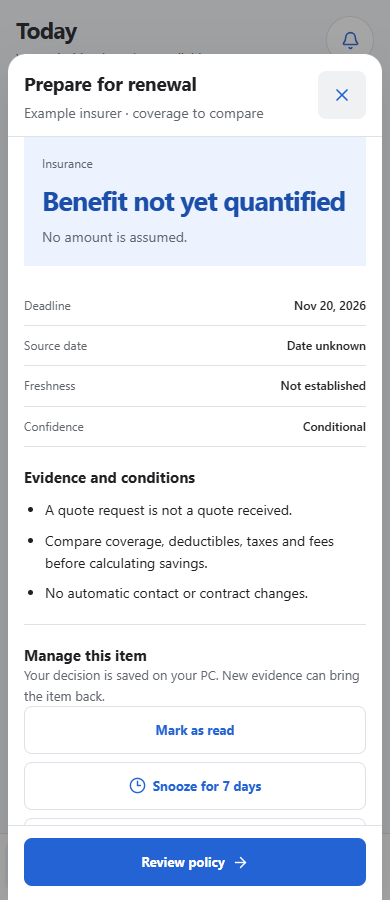 Today
Prepare for renewal
Example insurer · coverage to compare
Insurance
Benefit not yet quantified
No amount is assumed.
Deadline
Nov 20, 2026
Source date
Date unknown
Freshness
Not established
Confidence
Conditional
Evidence and conditions
• A quote request is not a quote received.
• Compare coverage, deductibles, taxes and fees
before calculating savings.
• No automatic contact or contract changes.
Manage this item
Your decision is saved on your PC. New evidence can bring
the item back.
Mark as read
Snooze for 7 days
Review policy